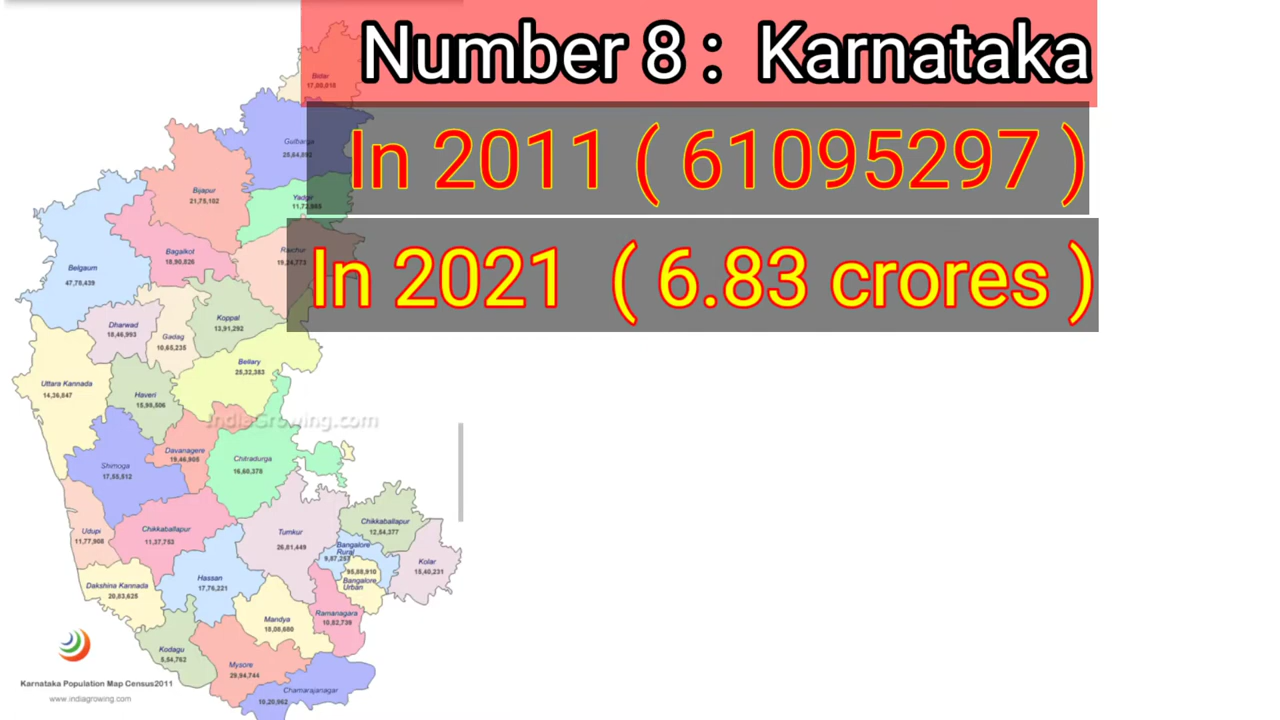 Number 8 : Karnataka
In 2011 ( 61095297 )
In 2021 ( 6.83 crores )
Bidar
17,00,018
Gulbarga
25,64,892
Bijapur
21,75,102
Yadgir
11,72,985
Bagalkot
18,90,826
Raichur
19,24,773
Belgaum
47,78,439
Koppal
13,91,292
Dharwad
18,46,993
Gadag
10,65,235
Bellary
25,32,383
Uttara Kannada
14,36,847
Haveri
15,98,506
IndiaGrowing.com
Davanagere
19,46,905
Chitradurga
16,60,378
Shimoga
17,55,512
Chikkaballapur
12,54,377
Udupi
11,77,908
Chikkaballapur
11,37,753
Tumkur
26,81,449
Bangalore
Rural
9,87,257
Kolar
15,40,231
95,88,910
Bangalore
Urban
Hassan
17,76,221
Dakshina Kannada
20,83,625
Mandya
18,08,680
Ramanagara
10,82,739
Kodagu
5,54,762
Mysore
29,94,744
Chamarajanagar
10,20,962
Karnataka Population Map Census2011
www.indiagrowing.com